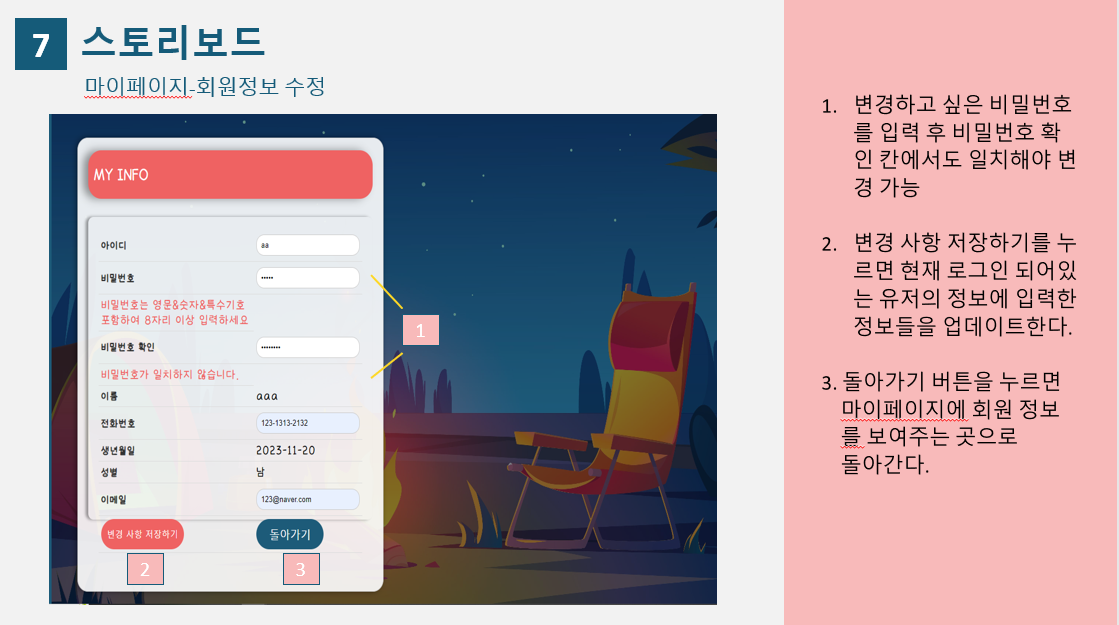 7 스토리보드
마이페이지-회원정보 수정
MY INFO
아이디 aa
비밀번호 •••••
비밀번호는 영문&숫자&특수기호
포함하여 8자리 이상 입력하세요
1
비밀번호 확인 ••••••••
비밀번호가 일치하지 않습니다.
이름 aaa
전화번호 123-1313-2132
생년월일 2023-11-20
성별 남
이메일 123@naver.com
변경 사항 저장하기 돌아가기
2 3
1. 변경하고 싶은 비밀번호
를 입력 후 비밀번호 확
인 칸에서도 일치해야 변
경 가능
2. 변경 사항 저장하기를 누
르면 현재 로그인 되어있
는 유저의 정보에 입력한
정보들을 업데이트한다.
3. 돌아가기 버튼을 누르면
마이페이지에 회원 정보
를 보여주는 곳으로
돌아간다.